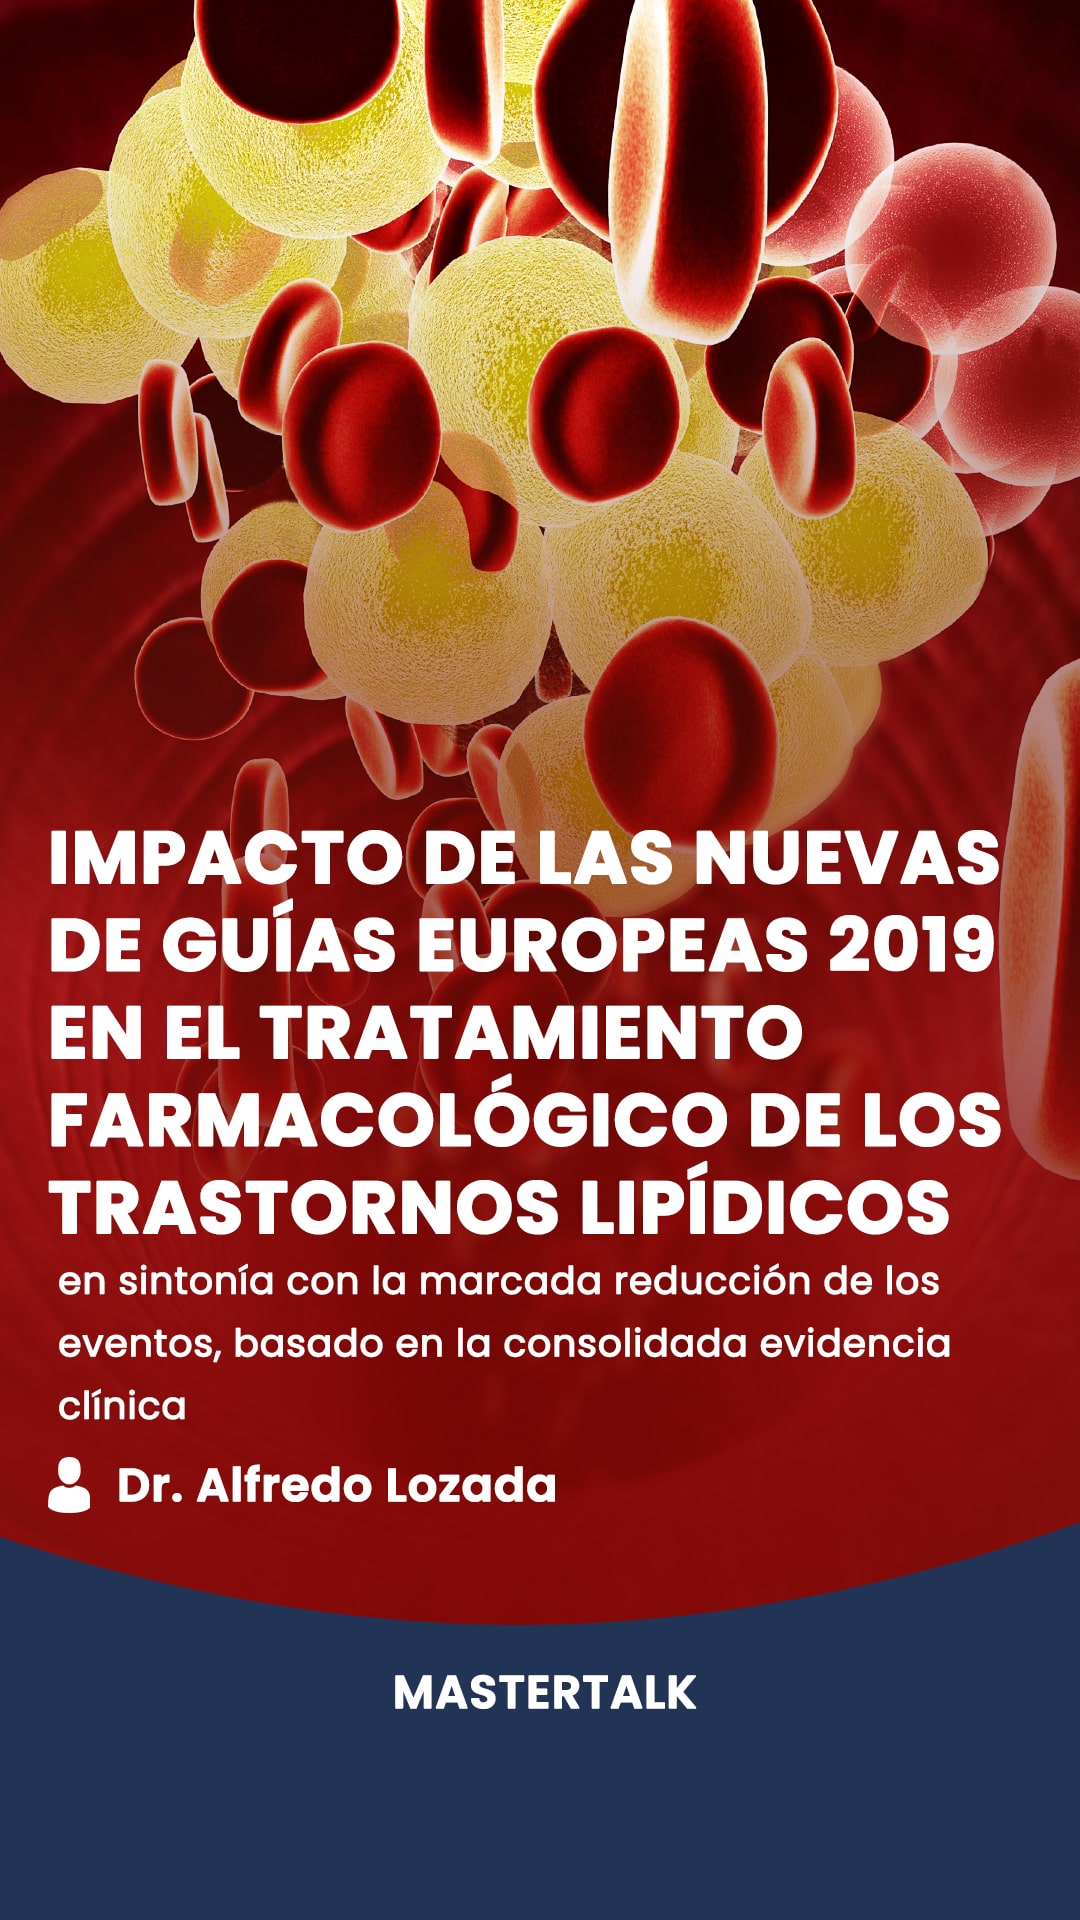 IMPACTO DE LAS NUEVAS
DE GUÍAS EUROPEAS 2019
EN EL TRATAMIENTO
FARMACOLÓGICO DE LOS
TRASTORNOS LIPÍDICOS
en sintonía con la marcada reducción de los
eventos, basado en la consolidada evidencia
clínica
Dr. Alfredo Lozada
MASTERTALK